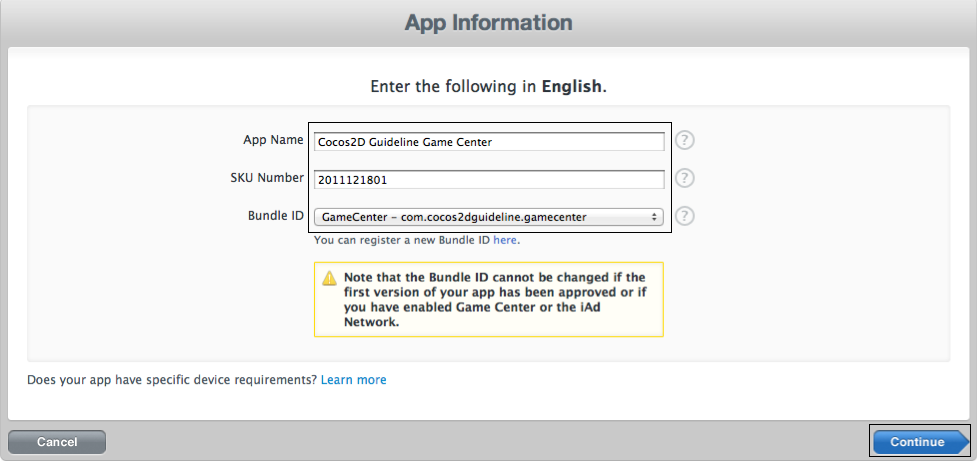 App Information
Enter the following in English.
App Name
Cocos2D Guideline Game Center
?
SKU Number
2011121801
?
Bundle ID
GameCenter - com.cocos2dguideline.gamecenter
?
You can register a new Bundle ID here.
Note that the Bundle ID cannot be changed if the
first version of your app has been approved or if
you have enabled Game Center or the iAd
Network.
Does your app have specific device requirements? Learn more
Cancel
Continue